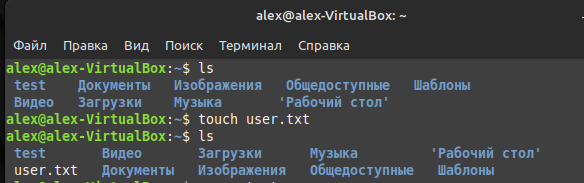 alex@alex-VirtualBox: ~
Файл Правка Вид Поиск Терминал Справка
alex@alex-VirtualBox:~$ ls
test Документы Изображения Общедоступные Шаблоны
Видео Загрузки Музыка 'Рабочий стол'
alex@alex-VirtualBox:~$ touch user.txt
alex@alex-VirtualBox:~$ ls
test Видео Загрузки Музыка 'Рабочий стол'
user.txt Документы Изображения Общедоступные Шаблоны